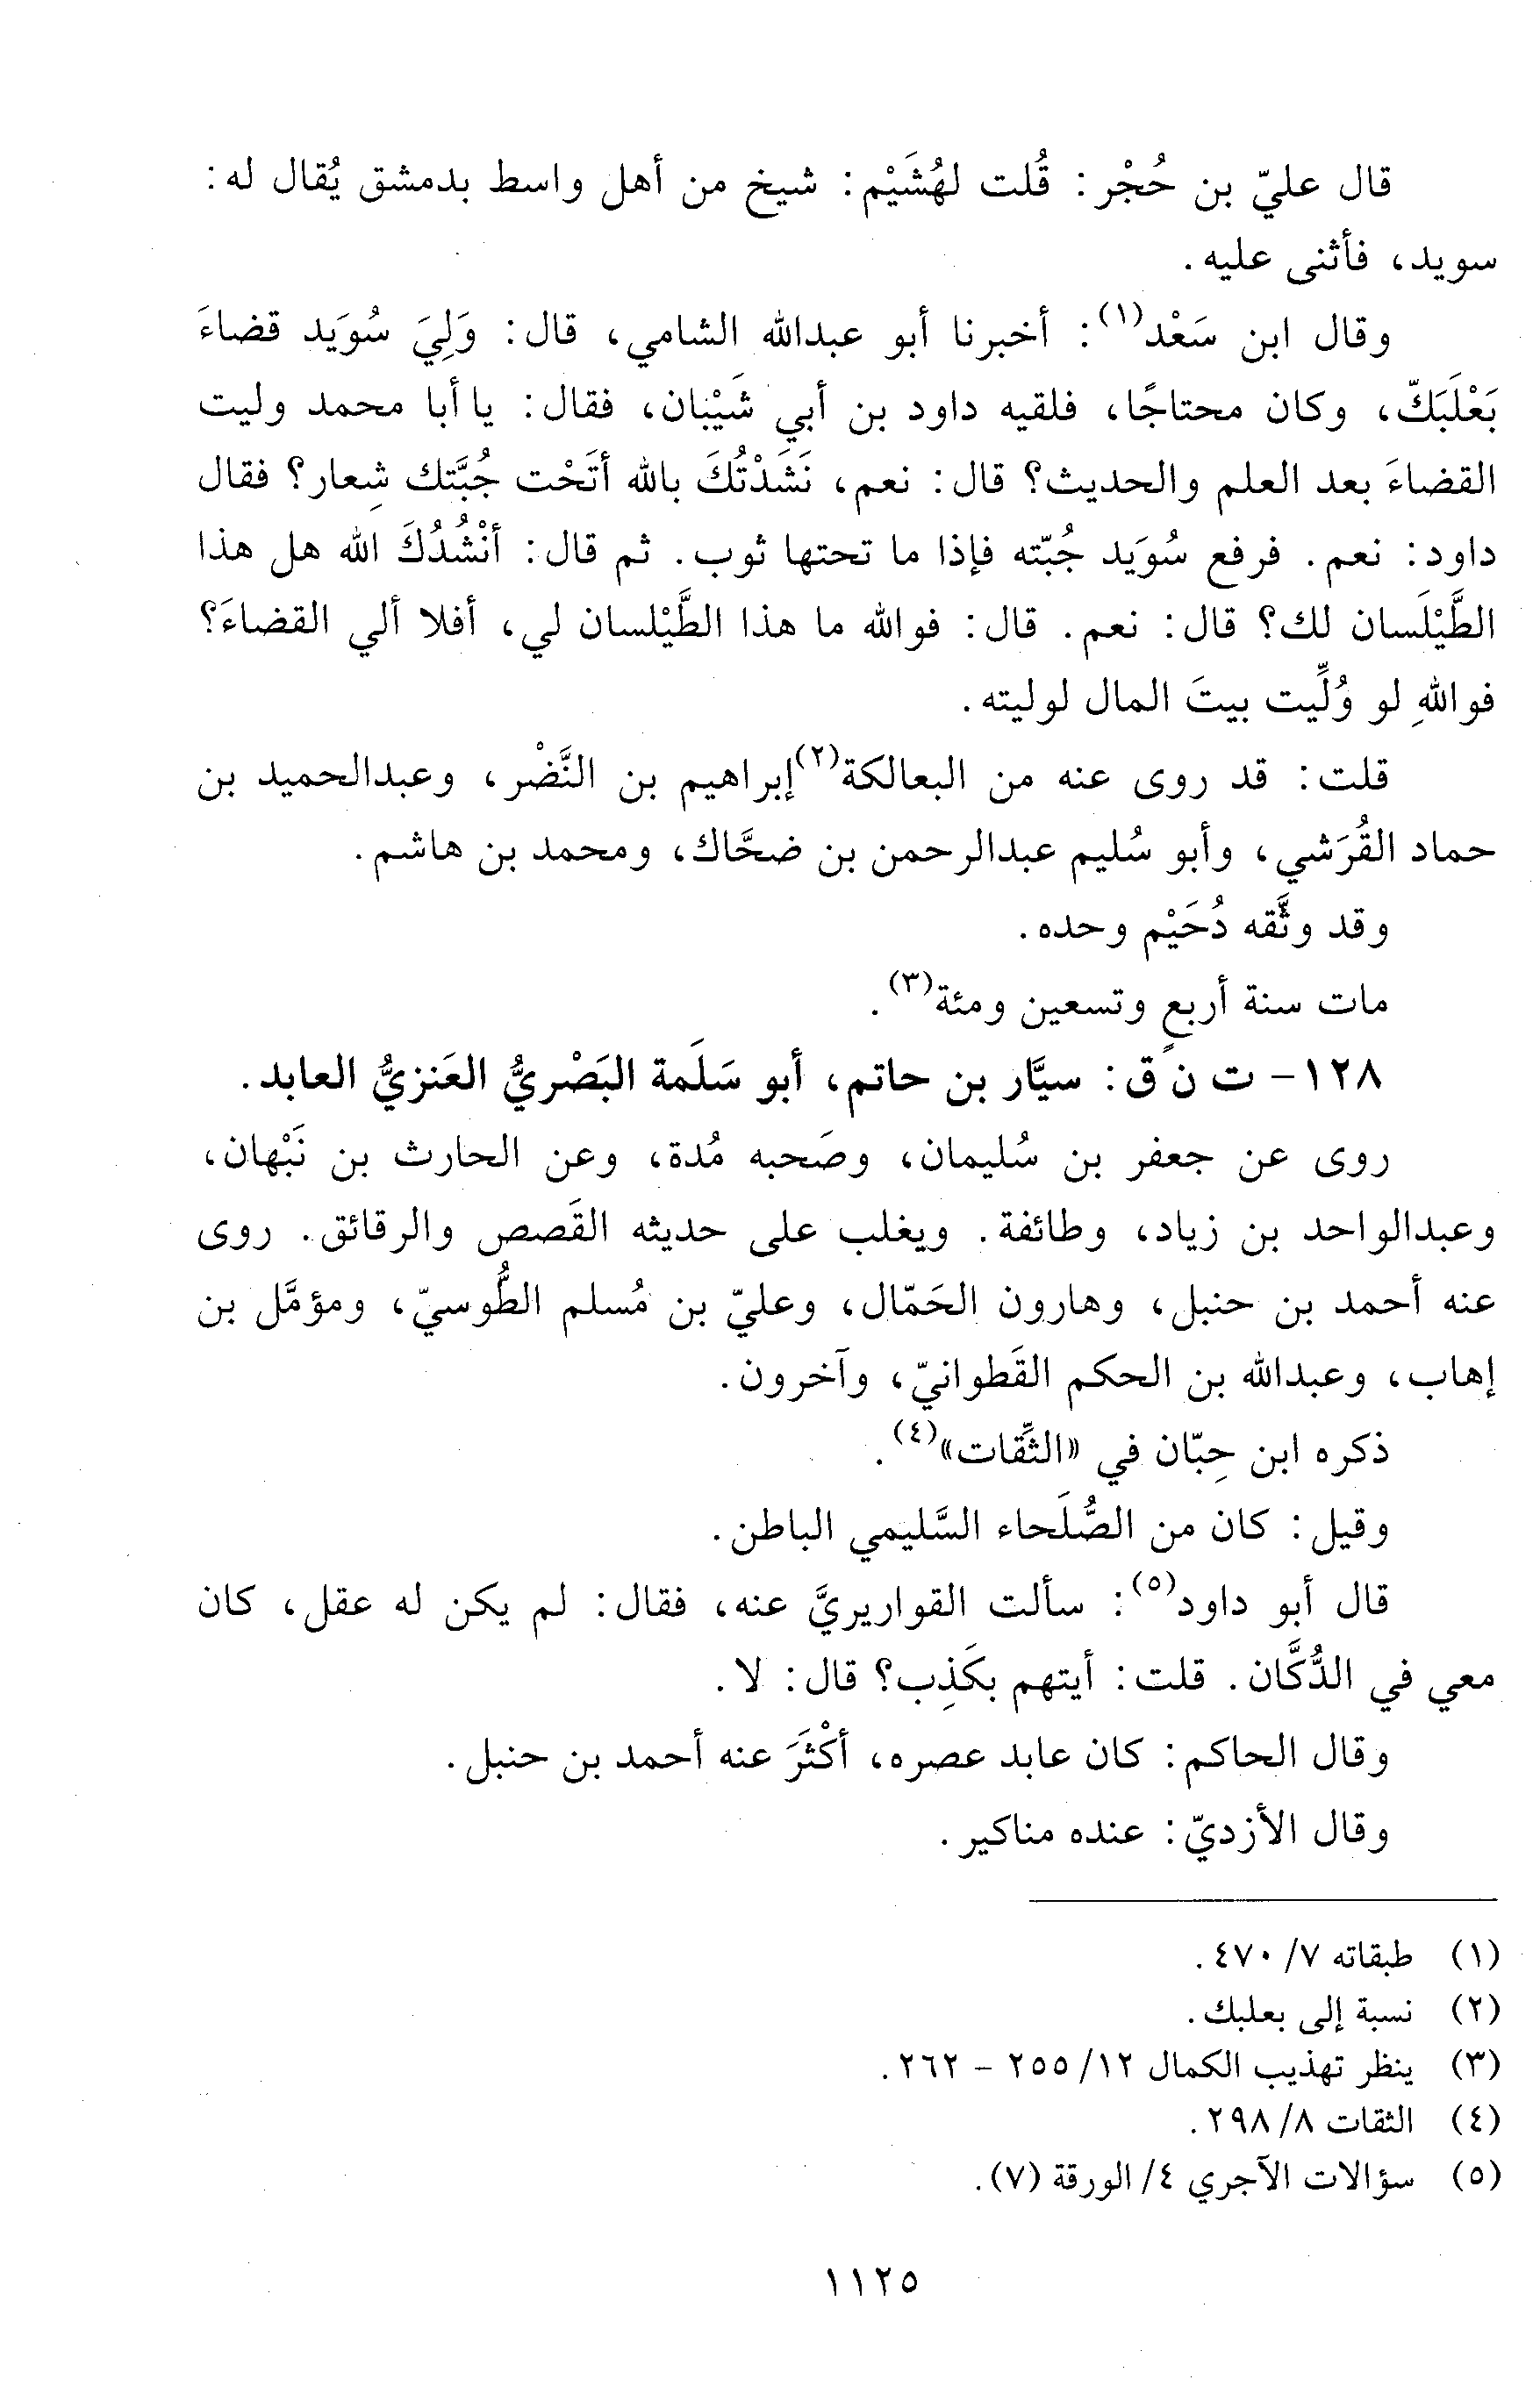 قال عليّ بن حُجْر: قُلت لهُشَيْم: شيخ من أهل واسط بدمشق يُقال له:
سويد، فأثنى عليه.
وقال ابن سَعْد(١): أخبرنا أبو عبدالله الشامي، قال: وَلِيَ سُوَيد قضاءَ
بَعْلَبَكّ، وكان محتاجًا، فلقيه داود بن أبي شَيْبان، فقال: يا أبا محمد وليت
القضاءَ بعد العلم والحديث؟ قال: نعم، نَشَدْتُكَ بالله أتَحْت جُبَّتك شِعار؟ فقال
داود: نعم. فرفع سُوَيد جُبّته فإذا ما تحتها ثوب. ثم قال: أنْشُدُكَ الله هل هذا
الطَّيْلَسان لك؟ قال: نعم. قال: فوالله ما هذا الطَّيْلسان لي، أفلا ألي القضاءَ؟
فواللهِ لو وُلِّيت بيتَ المال لوليته.
قلت: قد روى عنه من البعالكة(٢) إبراهيم بن النَّضْر، وعبدالحميد بن
حماد القُرَشي، وأبو سُليم عبدالرحمن بن ضحَّاك، ومحمد بن هاشم.
وقد وثَّقه دُحَيْم وحده.
مات سنة أربعٍ وتسعين ومئة(٣).
١٢٨- ت ن ق: سيَّار بن حاتم، أبو سَلَمة البَصْريُّ العَنزيُّ العابد.
روى عن جعفر بن سُليمان، وصَحبه مُدة، وعن الحارث بن نَبْهان،
وعبدالواحد بن زياد، وطائفة. ويغلب على حديثه القَصص والرقائق. روى
عنه أحمد بن حنبل، وهارون الحَمّال، وعليّ بن مُسلم الطُّوسيّ، ومؤمَّل بن
إهاب، وعبدالله بن الحكم القَطوانيّ، وآخرون.
ذكره ابن حِبّان في «الثِّقات»(٤).
وقيل: كان من الصُّلَحاء السَّليمي الباطن.
قال أبو داود(٥): سألت القواريريَّ عنه، فقال: لم يكن له عقل، كان
معي في الدُّكَّان. قلت: أيتهم بكَذِب؟ قال: لا.
وقال الحاكم: كان عابد عصره، أكْثَرَ عنه أحمد بن حنبل.
وقال الأزديّ: عنده مناكير.
(١) طبقاته ٧/ ٤٧٠.
(٢) نسبة إلى بعلبك.
(٣) ينظر تهذيب الكمال ١٢/ ٢٥٥ - ٢٦٢.
(٤) الثقات ٨/ ٢٩٨.
(٥) سؤالات الآجري ٤/ الورقة (٧).
١١٢٥